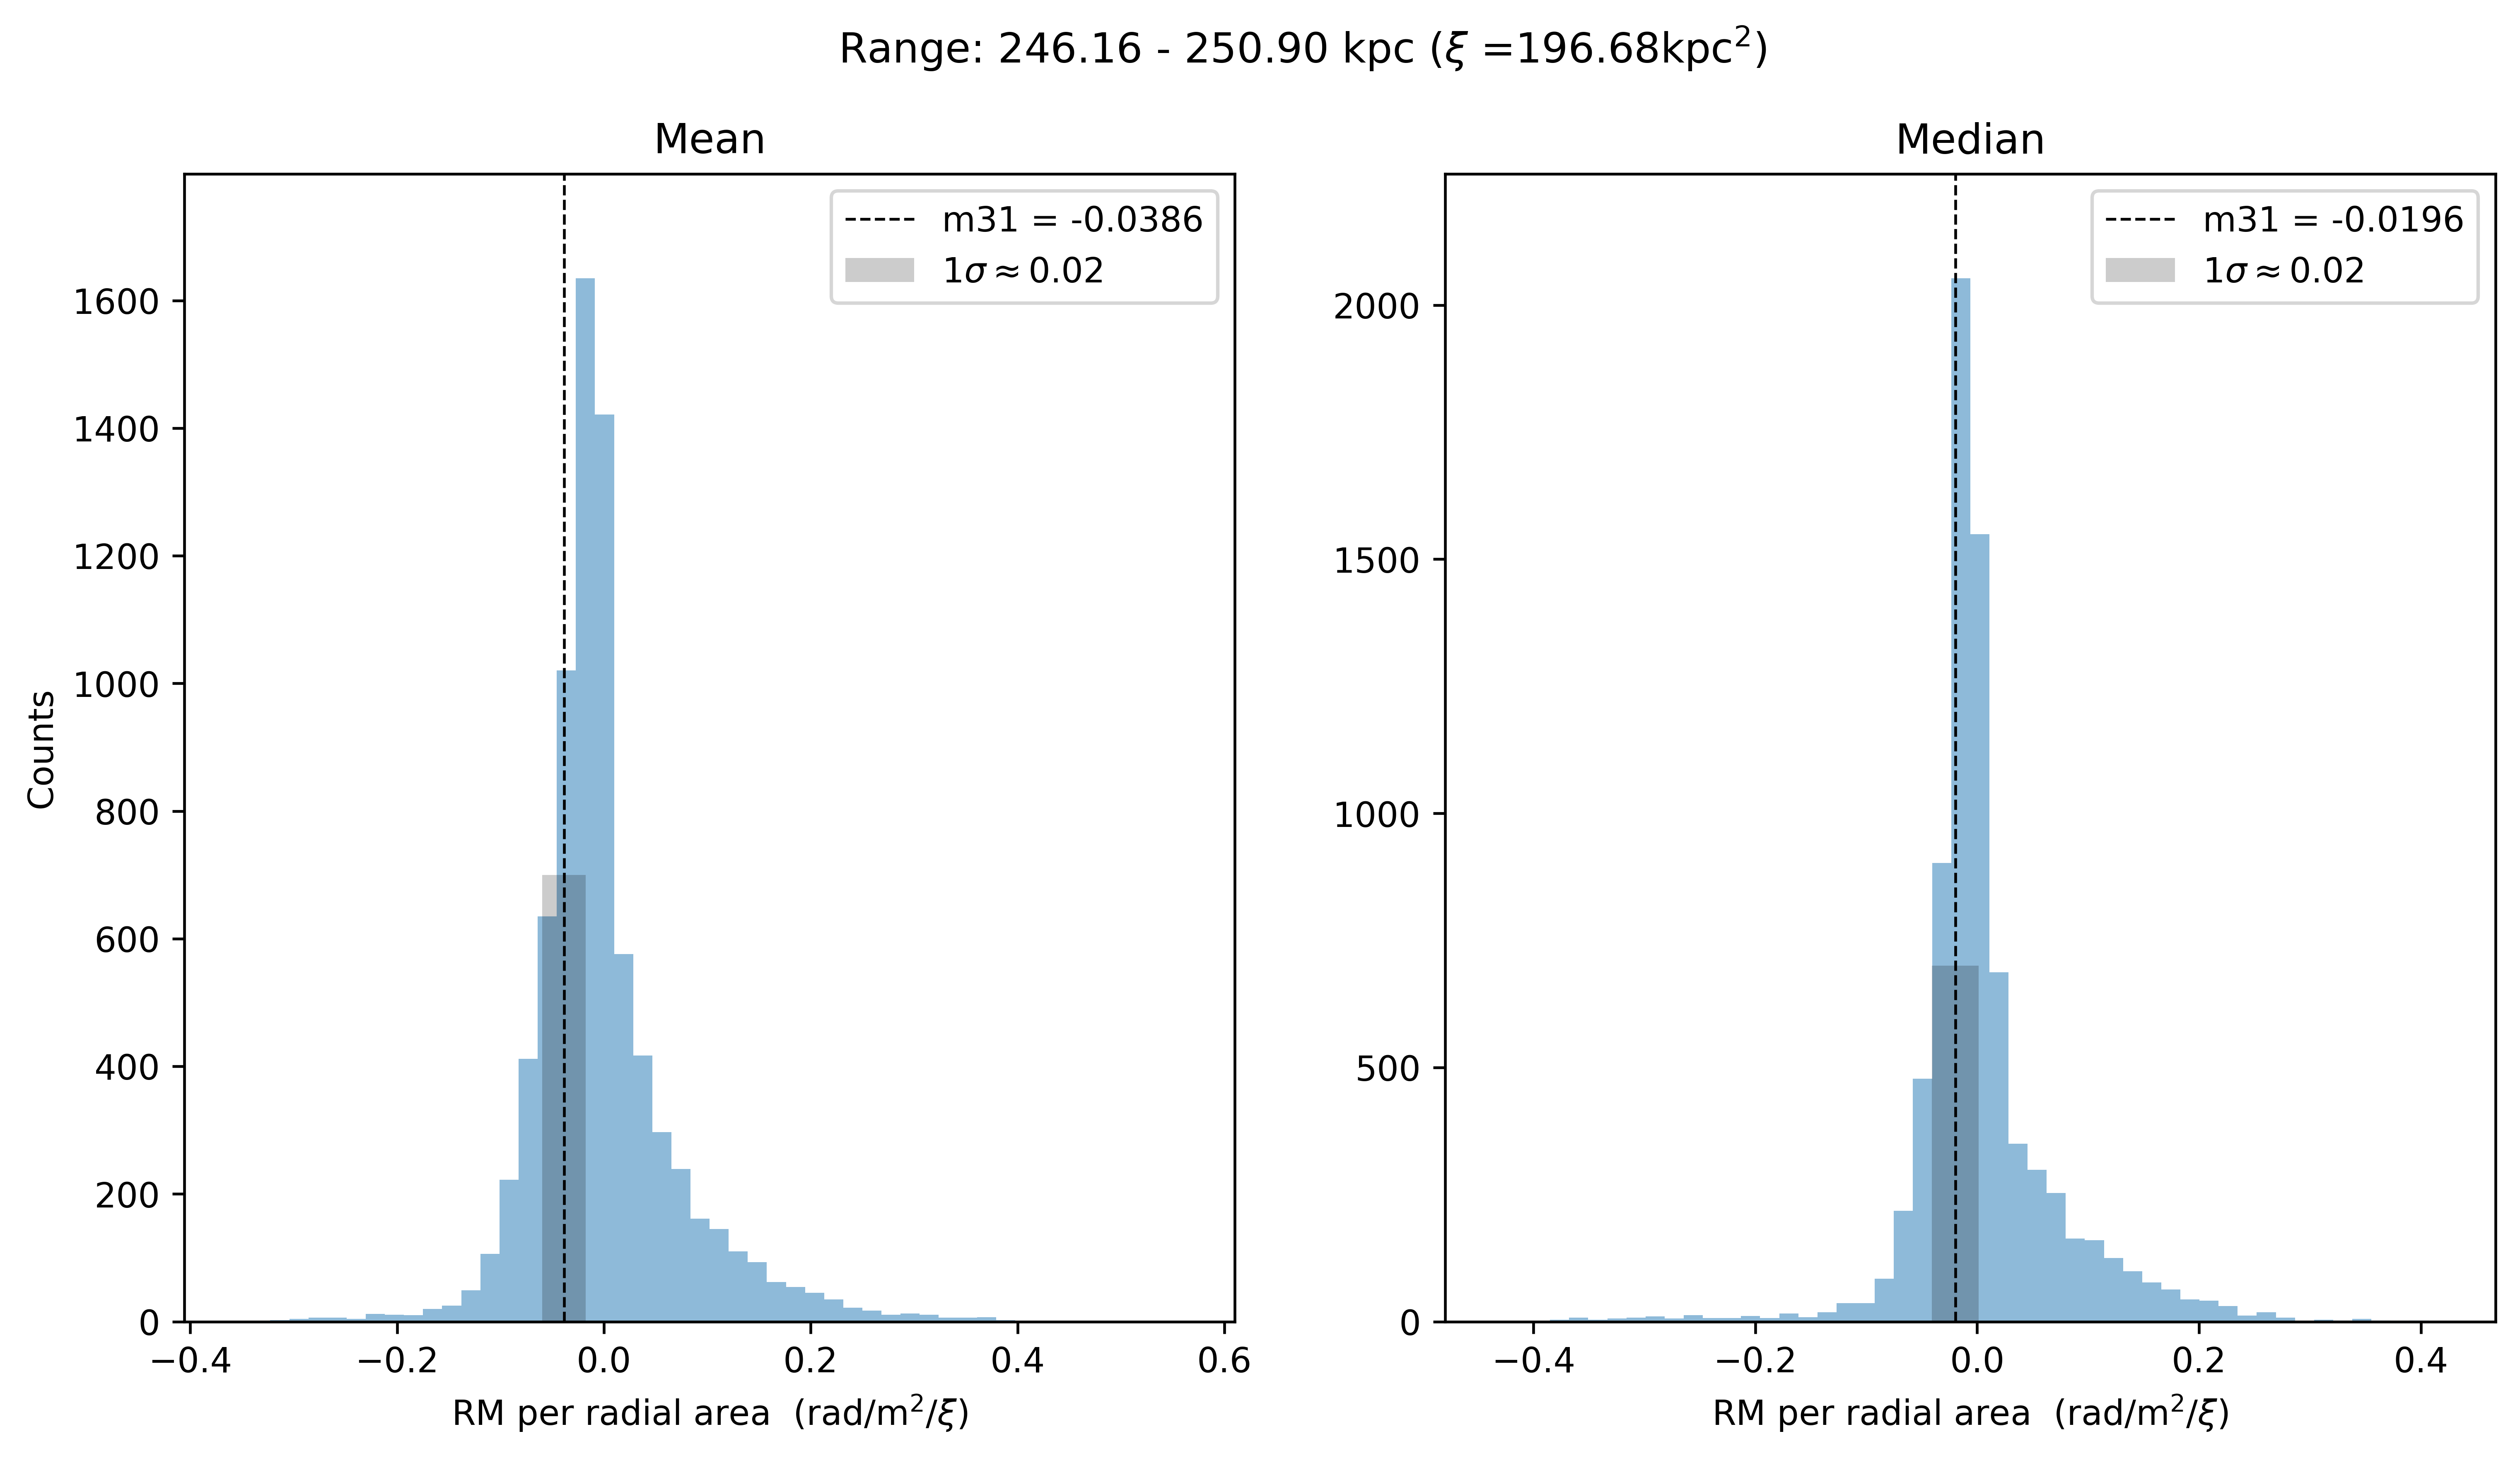 Range: 246.16 - 250.90 kpc (ξ =196.68kpc²)
Mean
m31 = -0.0386
1σ ≈ 0.02
Counts
1600
1400
1200
1000
800
600
400
200
0
−0.4 −0.2 0.0 0.2 0.4 0.6
RM per radial area (rad/m²/ξ)
Median
m31 = -0.0196
1σ ≈ 0.02
2000
1500
1000
500
0
−0.4 −0.2 0.0 0.2 0.4
RM per radial area (rad/m²/ξ)